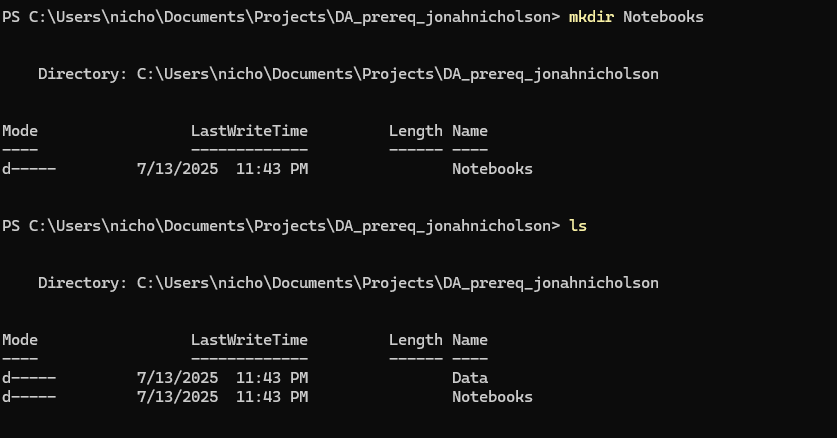 PS C:\Users\nicho\Documents\Projects\DA_prereq_jonahnicholson> mkdir Notebooks
Directory: C:\Users\nicho\Documents\Projects\DA_prereq_jonahnicholson
Mode LastWriteTime Length Name
---- ------------- ------ ----
d----- 7/13/2025 11:43 PM Notebooks
PS C:\Users\nicho\Documents\Projects\DA_prereq_jonahnicholson> ls
Directory: C:\Users\nicho\Documents\Projects\DA_prereq_jonahnicholson
Mode LastWriteTime Length Name
---- ------------- ------ ----
d----- 7/13/2025 11:43 PM Data
d----- 7/13/2025 11:43 PM Notebooks